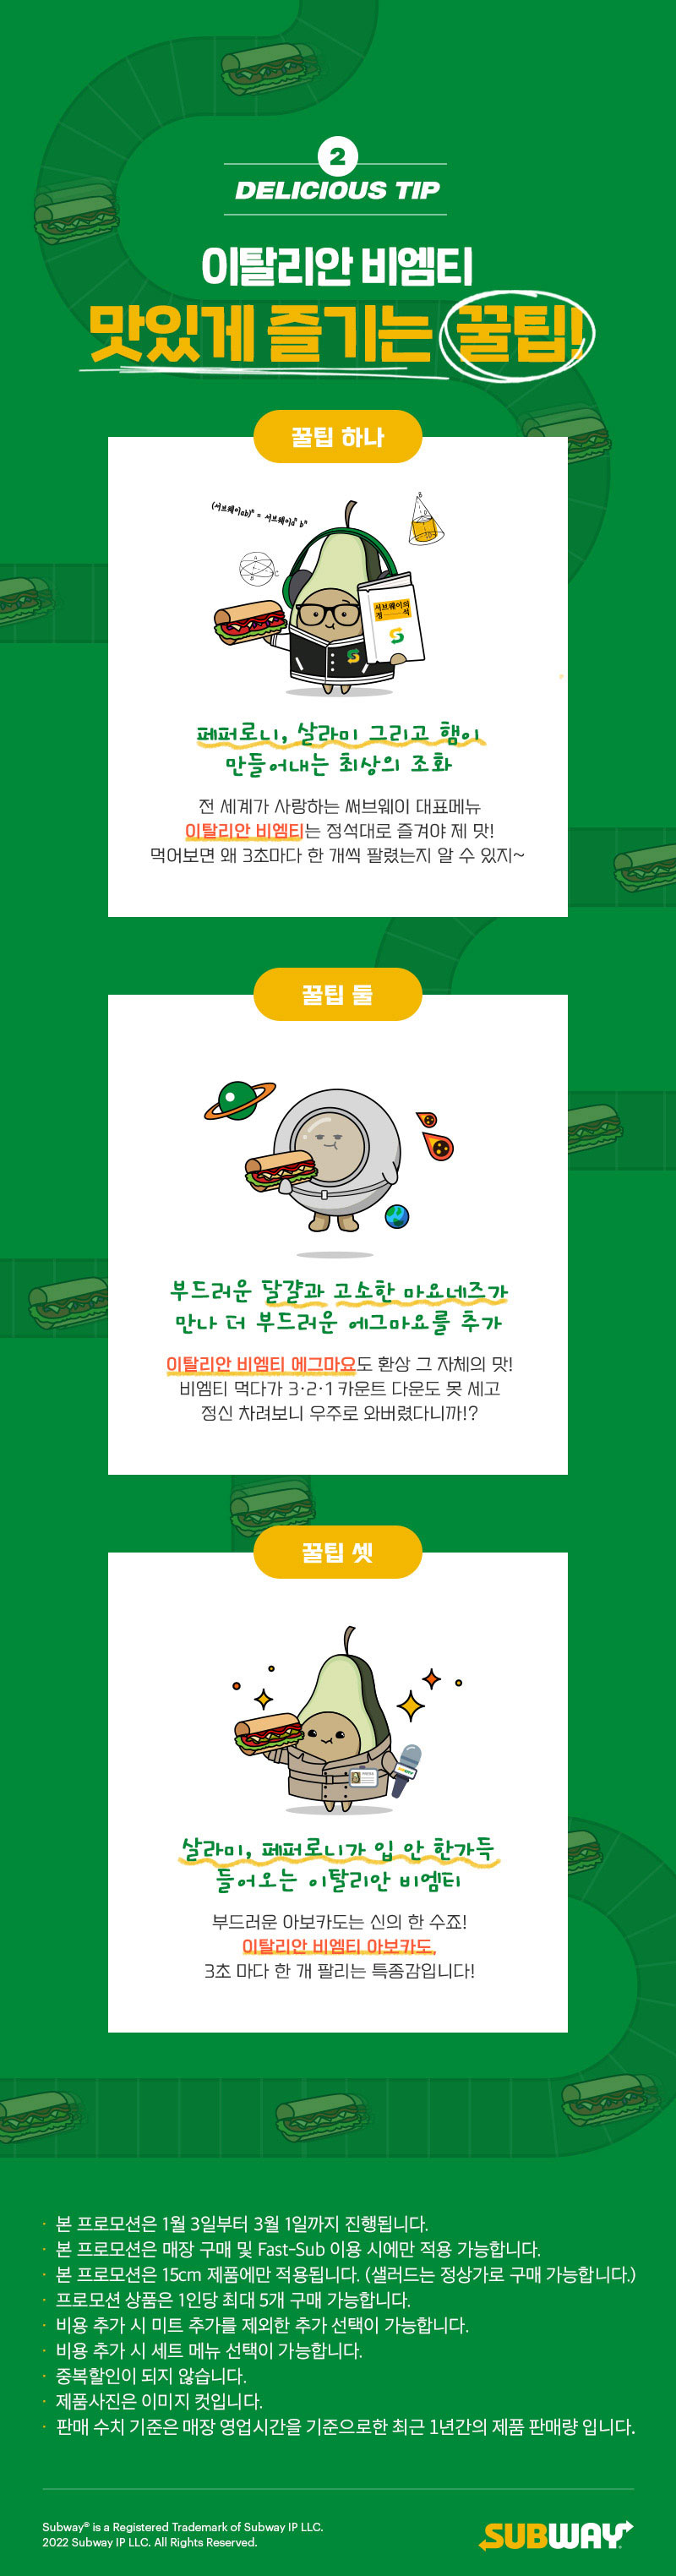 2
DELICIOUS TIP
이탈리안 비엠티
맛있게 즐기는 꿀팁!
꿀팁 하나
(서브웨이ab)ⁿ = 서브웨이aⁿ bⁿ
서브웨이의
정석
페퍼로니, 살라미 그리고 햄이
만들어내는 최상의 조화
전 세계가 사랑하는 써브웨이 대표메뉴
이탈리안 비엠티는 정석대로 즐겨야 제 맛!
먹어보면 왜 3초마다 한 개씩 팔렸는지 알 수 있지~
꿀팁 둘
부드러운 달걀과 고소한 마요네즈가
만나 더 부드러운 에그마요를 추가
이탈리안 비엠티 에그마요도 환상 그 자체의 맛!
비엠티 먹다가 3·2·1 카운트 다운도 못 세고
정신 차려보니 우주로 와버렸다니까!?
꿀팁 셋
PRESS
살라미, 페퍼로니가 입 안 한가득
들어오는 이탈리안 비엠티
부드러운 아보카도는 신의 한 수죠!
이탈리안 비엠티 아보카도,
3초 마다 한 개 팔리는 특종감입니다!
· 본 프로모션은 1월 3일부터 3월 1일까지 진행됩니다.
· 본 프로모션은 매장 구매 및 Fast-Sub 이용 시에만 적용 가능합니다.
· 본 프로모션은 15cm 제품에만 적용됩니다. (샐러드는 정상가로 구매 가능합니다.)
· 프로모션 상품은 1인당 최대 5개 구매 가능합니다.
· 비용 추가 시 미트 추가를 제외한 추가 선택이 가능합니다.
· 비용 추가 시 세트 메뉴 선택이 가능합니다.
· 중복할인이 되지 않습니다.
· 제품사진은 이미지 컷입니다.
· 판매 수치 기준은 매장 영업시간을 기준으로한 최근 1년간의 제품 판매량 입니다.
Subway® is a Registered Trademark of Subway IP LLC.
2022 Subway IP LLC. All Rights Reserved.
SUBWAY